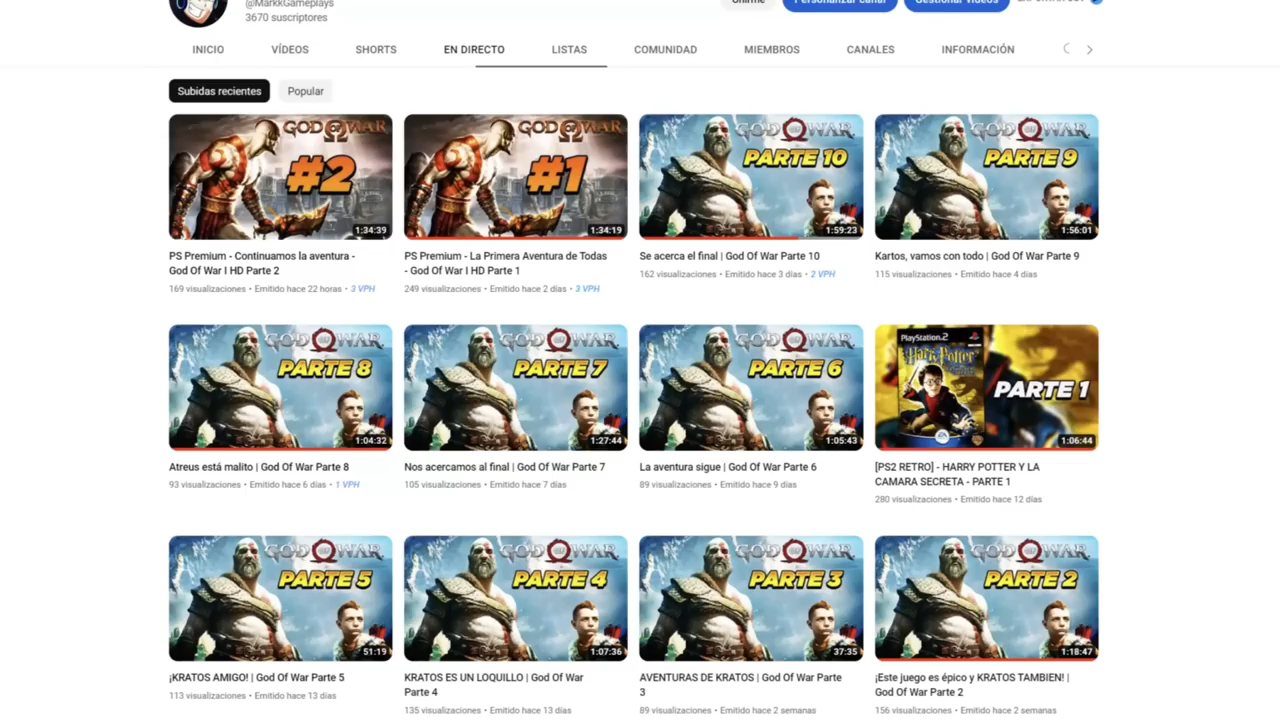 @MarkkGameplays
3670 suscriptores
Unirme
Personalizar canal
Gestionar vídeos
INICIO
VÍDEOS
SHORTS
EN DIRECTO
LISTAS
COMUNIDAD
MIEMBROS
CANALES
INFORMACIÓN
Subidas recientes
Popular
GOD OF WAR
#2
1:34:39
GOD OF WAR
#1
1:34:19
GOD OF WAR
PARTE 10
1:59:23
GOD OF WAR
PARTE 9
1:56:01
PS Premium - Continuamos la aventura -
God Of War I HD Parte 2
169 visualizaciones • Emitido hace 22 horas • 3 VPH
PS Premium - La Primera Aventura de Todas
- God Of War I HD Parte 1
249 visualizaciones • Emitido hace 2 días • 3 VPH
Se acerca el final | God Of War Parte 10
162 visualizaciones • Emitido hace 3 días • 2 VPH
Kartos, vamos con todo | God Of War Parte 9
115 visualizaciones • Emitido hace 4 días
GOD OF WAR
PARTE 8
1:04:32
GOD OF WAR
PARTE 7
1:27:44
GOD OF WAR
PARTE 6
1:05:43
PlayStation.2
Harry Potter
PARTE 1
1:06:44
Atreus está malito | God Of War Parte 8
93 visualizaciones • Emitido hace 6 días • 1 VPH
Nos acercamos al final | God Of War Parte 7
105 visualizaciones • Emitido hace 7 días
La aventura sigue | God Of War Parte 6
89 visualizaciones • Emitido hace 9 días
[PS2 RETRO] - HARRY POTTER Y LA
CAMARA SECRETA - PARTE 1
280 visualizaciones • Emitido hace 12 días
GOD OF WAR
PARTE 5
51:19
GOD OF WAR
PARTE 4
1:07:36
GOD OF WAR
PARTE 3
37:35
GOD OF WAR
PARTE 2
1:18:47
¡KRATOS AMIGO! | God Of War Parte 5
113 visualizaciones • Emitido hace 13 días
KRATOS ES UN LOQUILLO | God Of War
Parte 4
135 visualizaciones • Emitido hace 13 días
AVENTURAS DE KRATOS | God Of War Parte
3
89 visualizaciones • Emitido hace 2 semanas
¡Este juego es épico y KRATOS TAMBIEN! |
God Of War Parte 2
156 visualizaciones • Emitido hace 2 semanas